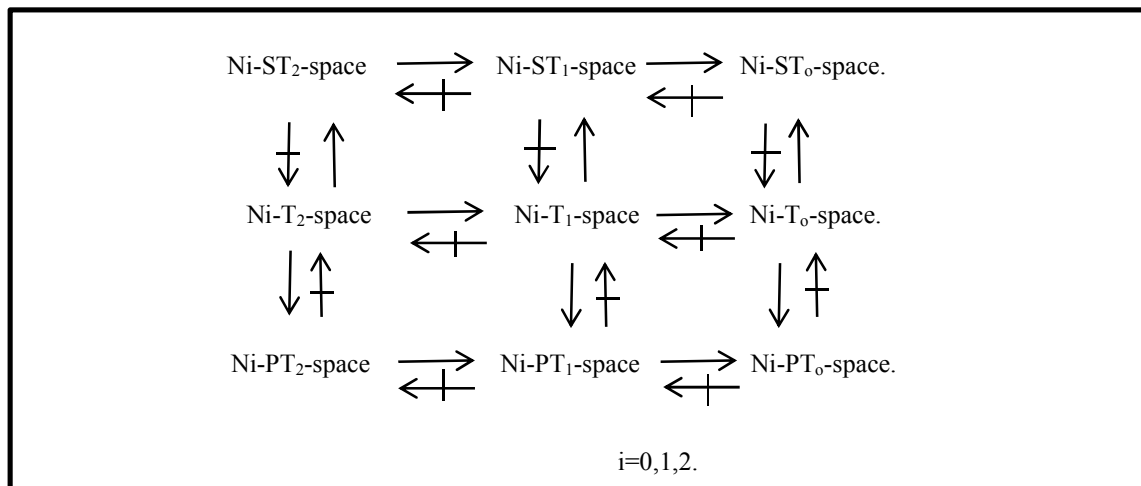 Ni-ST₂-space Ni-ST₁-space Ni-STₒ-space.
Ni-T₂-space Ni-T₁-space Ni-Tₒ-space.
Ni-PT₂-space Ni-PT₁-space Ni-PTₒ-space.
i=0,1,2.